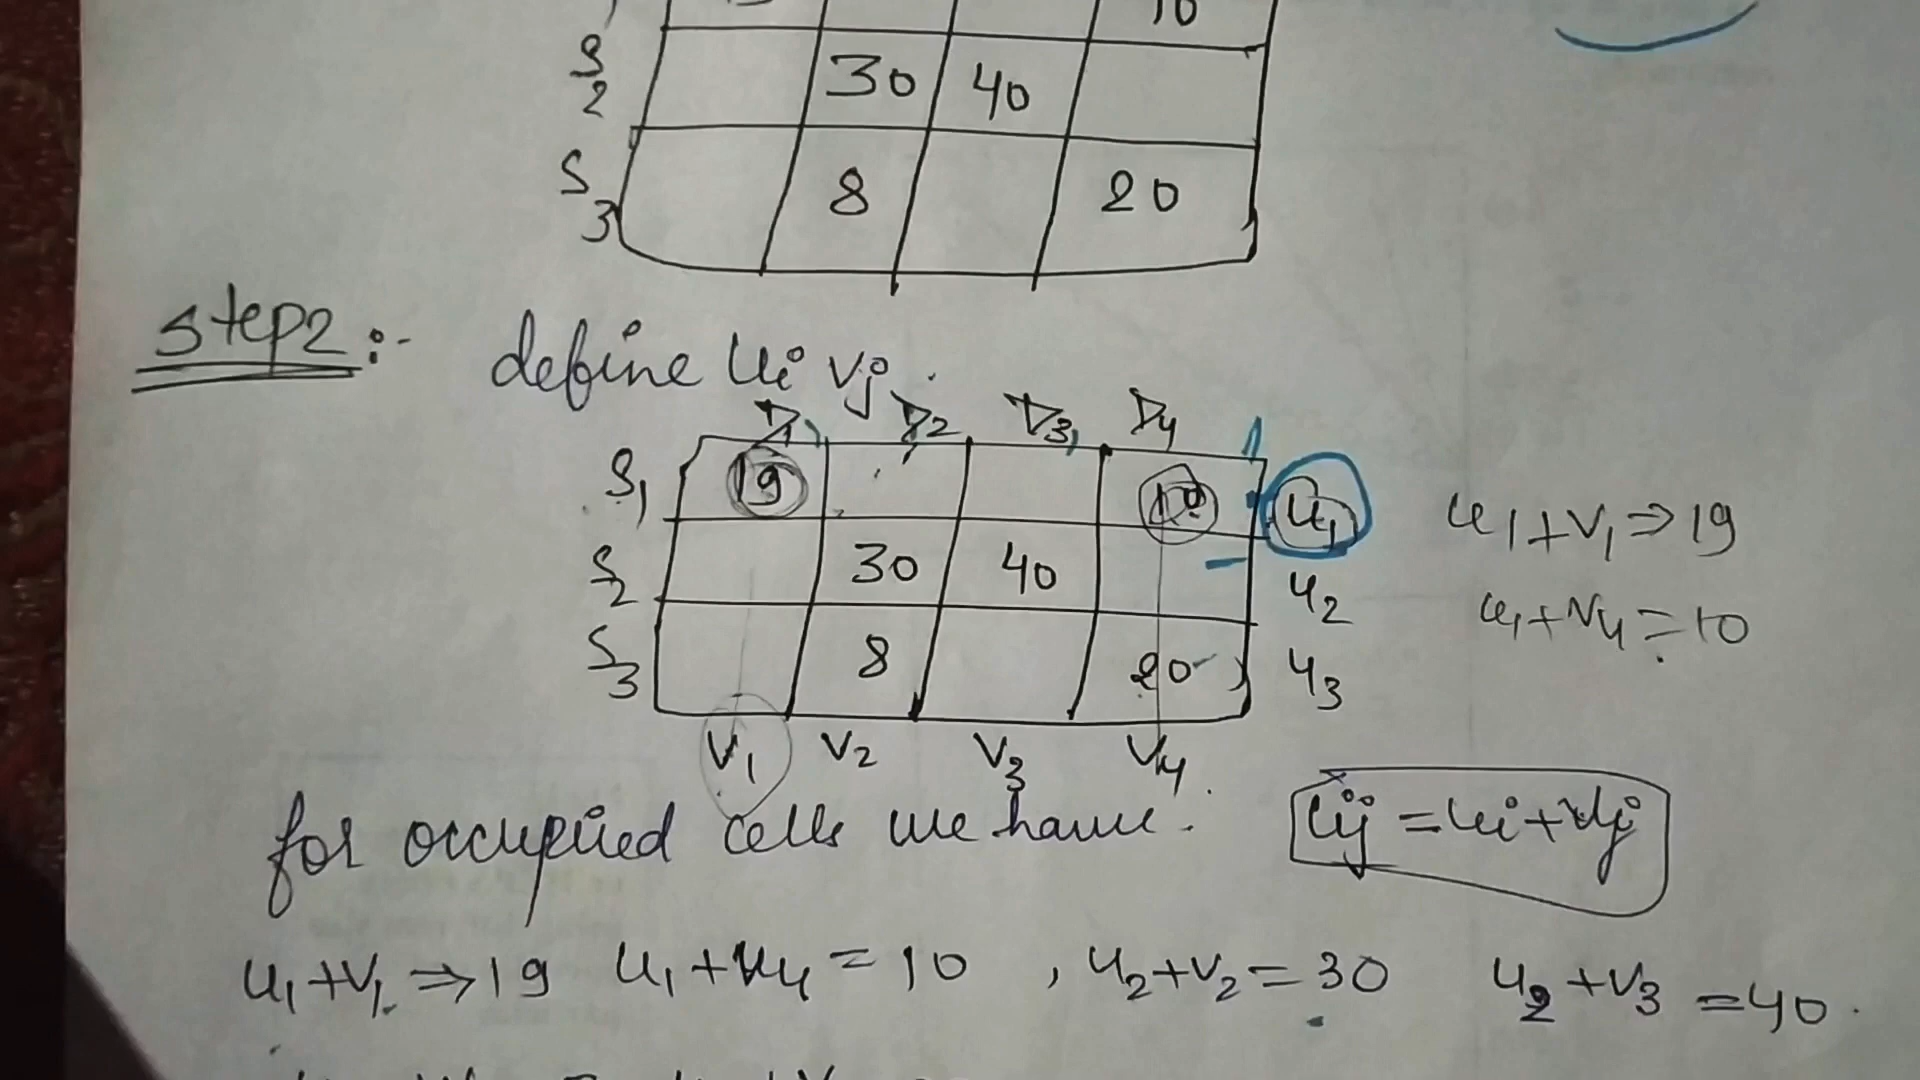 10
S2 30 40
S3 8 20
Step2 :- define ui vj
D1 D2 D3 D4
S1 19 10 u1 u1+v1 ⇒ 19
S2 30 40 u2 u1+v4 = 10
S3 8 20 u3
V1 V2 V3 V4
for occupied cells we have. Cij = ui+vj
u1+v1 ⇒ 19 u1+v4 = 10 , u2+v2 = 30 u2+v3 = 40.